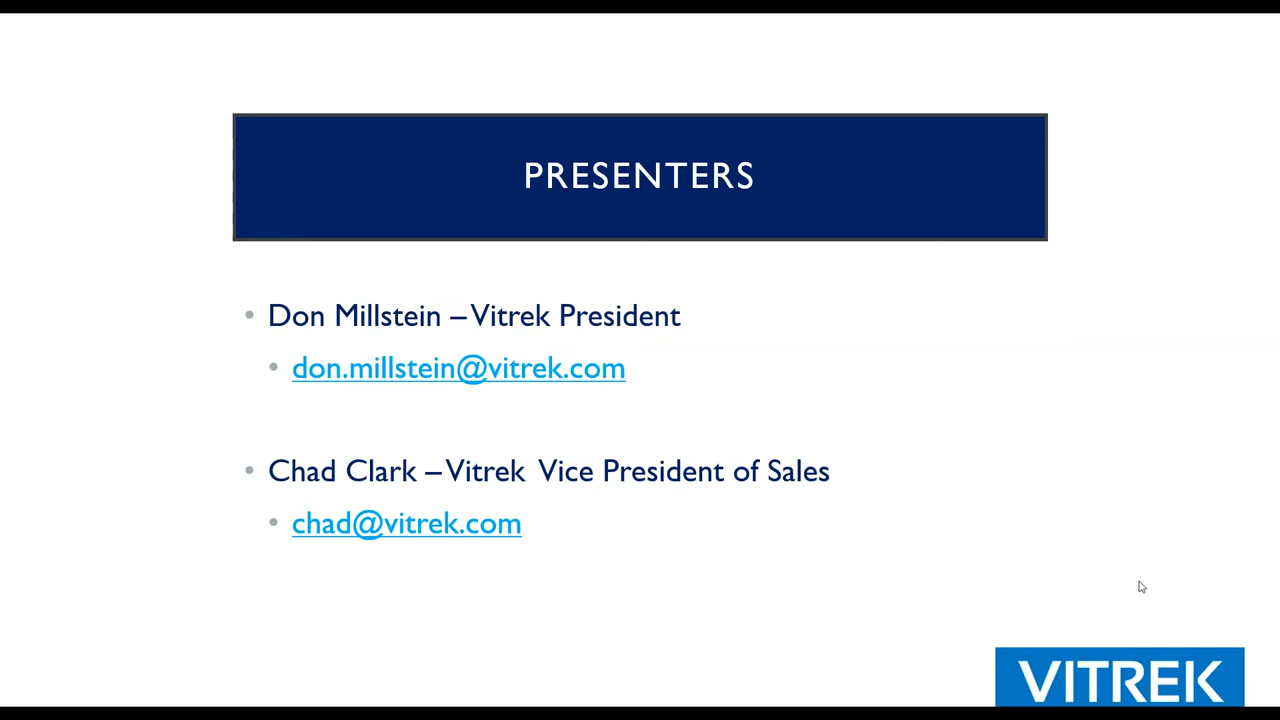 PRESENTERS
• Don Millstein – Vitrek President
• don.millstein@vitrek.com
• Chad Clark – Vitrek Vice President of Sales
• chad@vitrek.com
VITREK